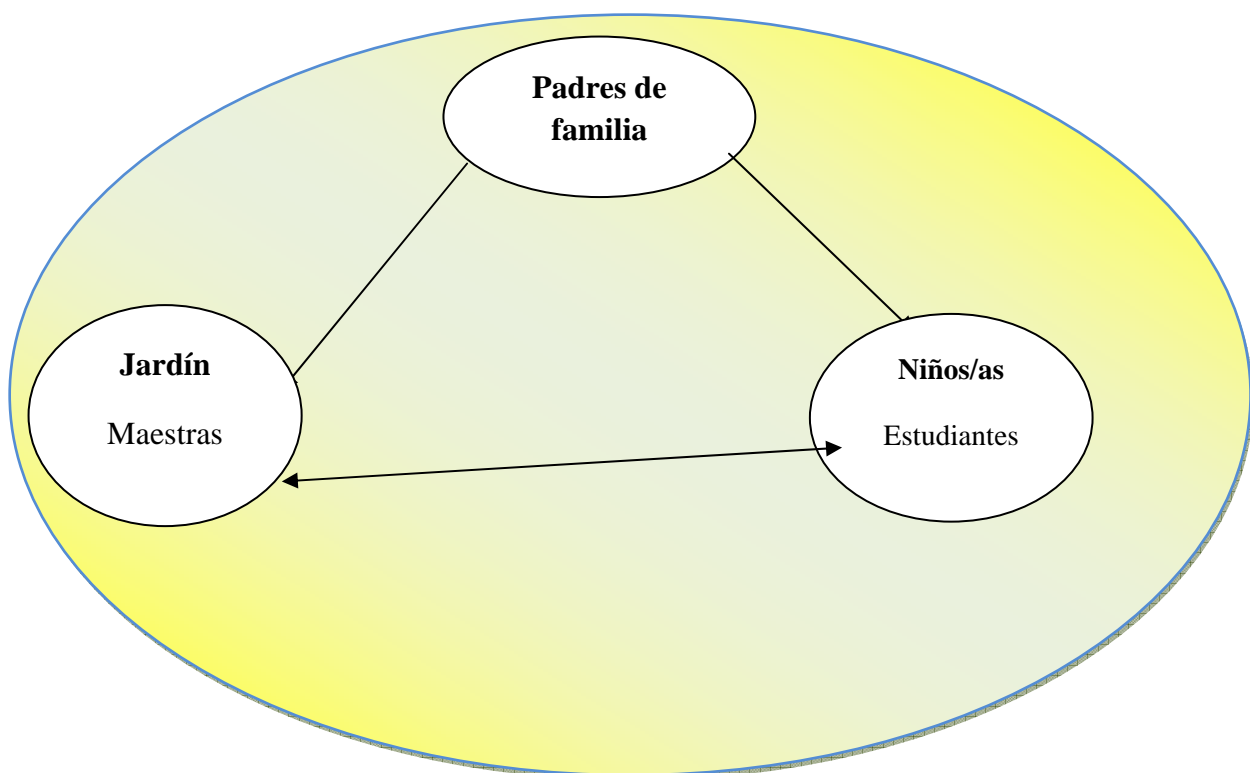 Padres de
familia
Jardín
Maestras
Niños/as
Estudiantes